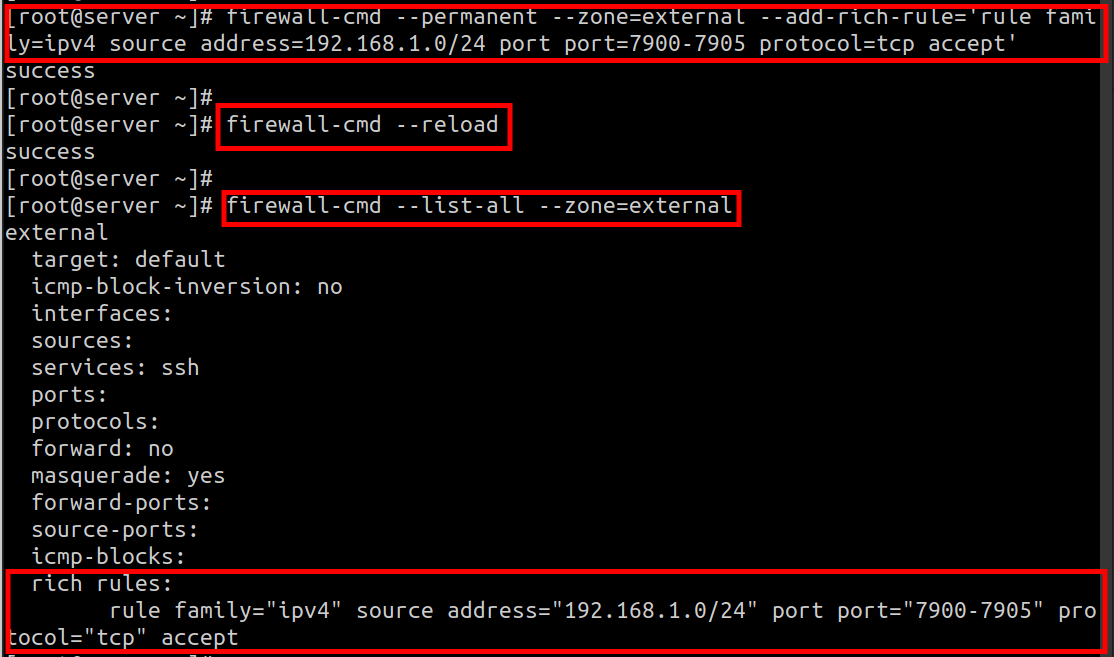 [root@server ~]# firewall-cmd --permanent --zone=external --add-rich-rule='rule fami
ly=ipv4 source address=192.168.1.0/24 port port=7900-7905 protocol=tcp accept'
success
[root@server ~]#
[root@server ~]# firewall-cmd --reload
success
[root@server ~]#
[root@server ~]# firewall-cmd --list-all --zone=external
external
  target: default
  icmp-block-inversion: no
  interfaces:
  sources:
  services: ssh
  ports:
  protocols:
  forward: no
  masquerade: yes
  forward-ports:
  source-ports:
  icmp-blocks:
  rich rules:
        rule family="ipv4" source address="192.168.1.0/24" port port="7900-7905" pro
tocol="tcp" accept